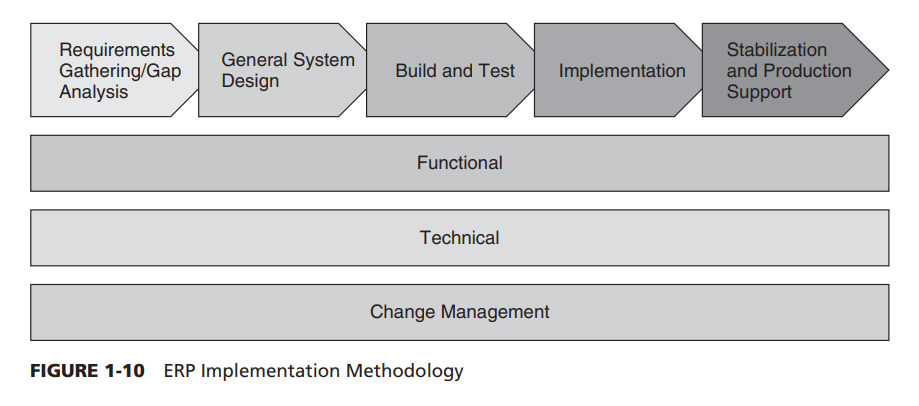 Requirements
Gathering/Gap
Analysis
General System
Design
Build and Test
Implementation
Stabilization
and Production
Support
Functional
Technical
Change Management
FIGURE 1-10 ERP Implementation Methodology